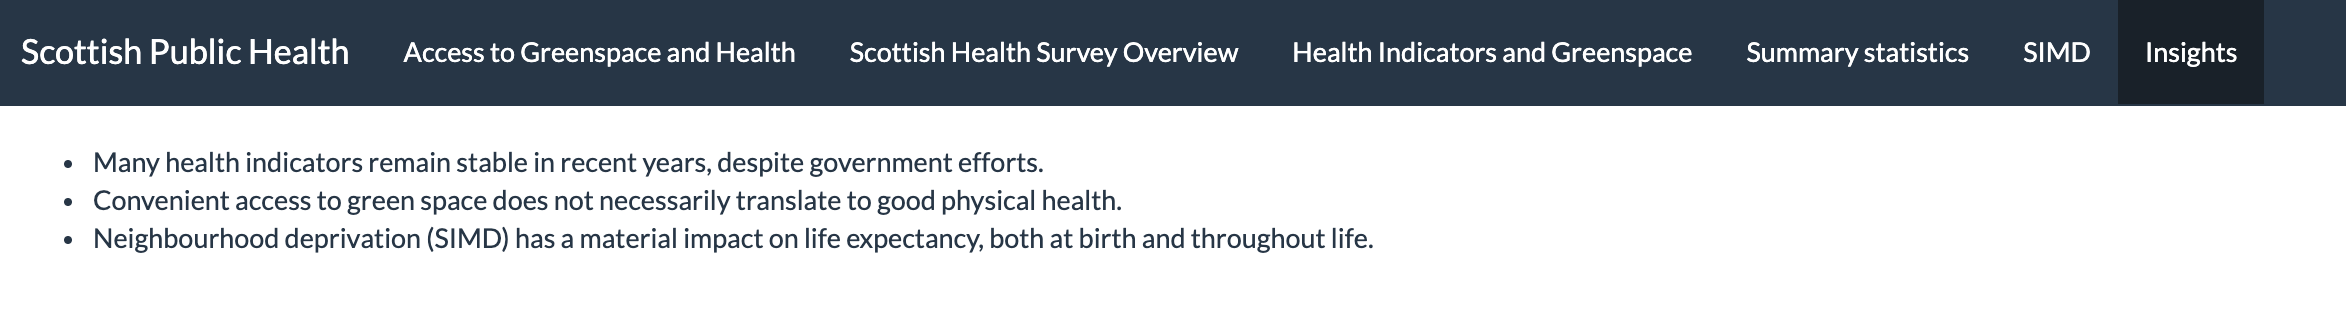 Scottish Public Health Access to Greenspace and Health Scottish Health Survey Overview Health Indicators and Greenspace Summary statistics SIMD Insights
• Many health indicators remain stable in recent years, despite government efforts.
• Convenient access to green space does not necessarily translate to good physical health.
• Neighbourhood deprivation (SIMD) has a material impact on life expectancy, both at birth and throughout life.